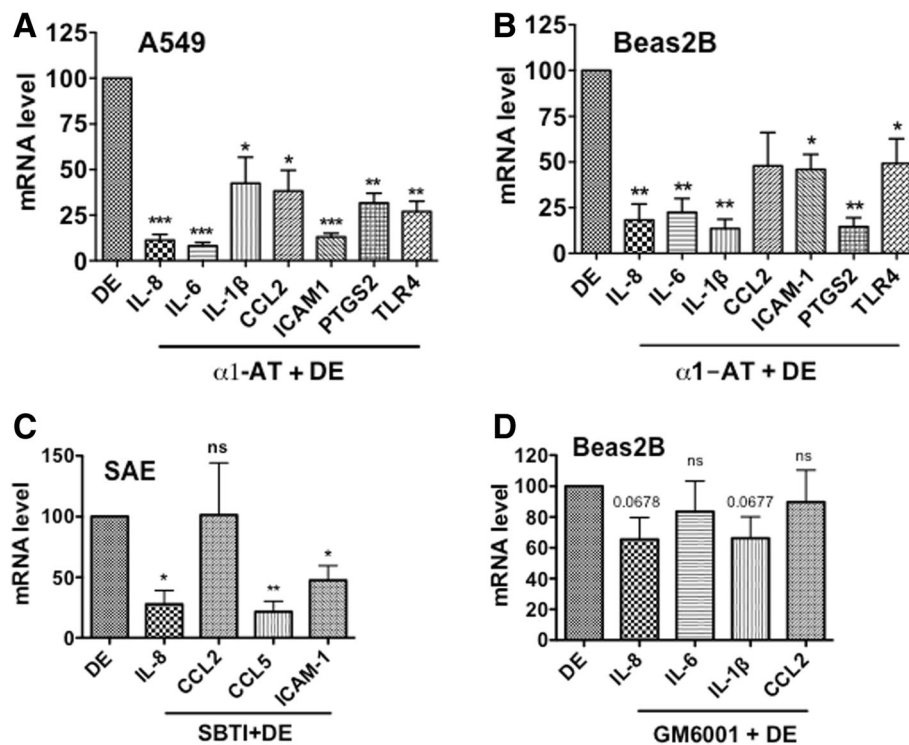 A
A549
mRNA level
125
100
75
50
25
0
***
***
*
*
***
**
**
DE
IL-8
IL-6
IL-1β
CCL2
ICAM1
PTGS2
TLR4
α1-AT + DE
B
Beas2B
mRNA level
125
100
75
50
25
0
**
**
**
*
**
*
DE
IL-8
IL-6
IL-1β
CCL2
ICAM-1
PTGS2
TLR4
α1-AT + DE
C
SAE
mRNA level
150
100
50
0
*
ns
**
*
DE
IL-8
CCL2
CCL5
ICAM-1
SBTI+DE
D
Beas2B
mRNA level
120
100
80
60
40
20
0
0.0678
ns
0.0677
ns
DE
IL-8
IL-6
IL-1β
CCL2
GM6001 + DE